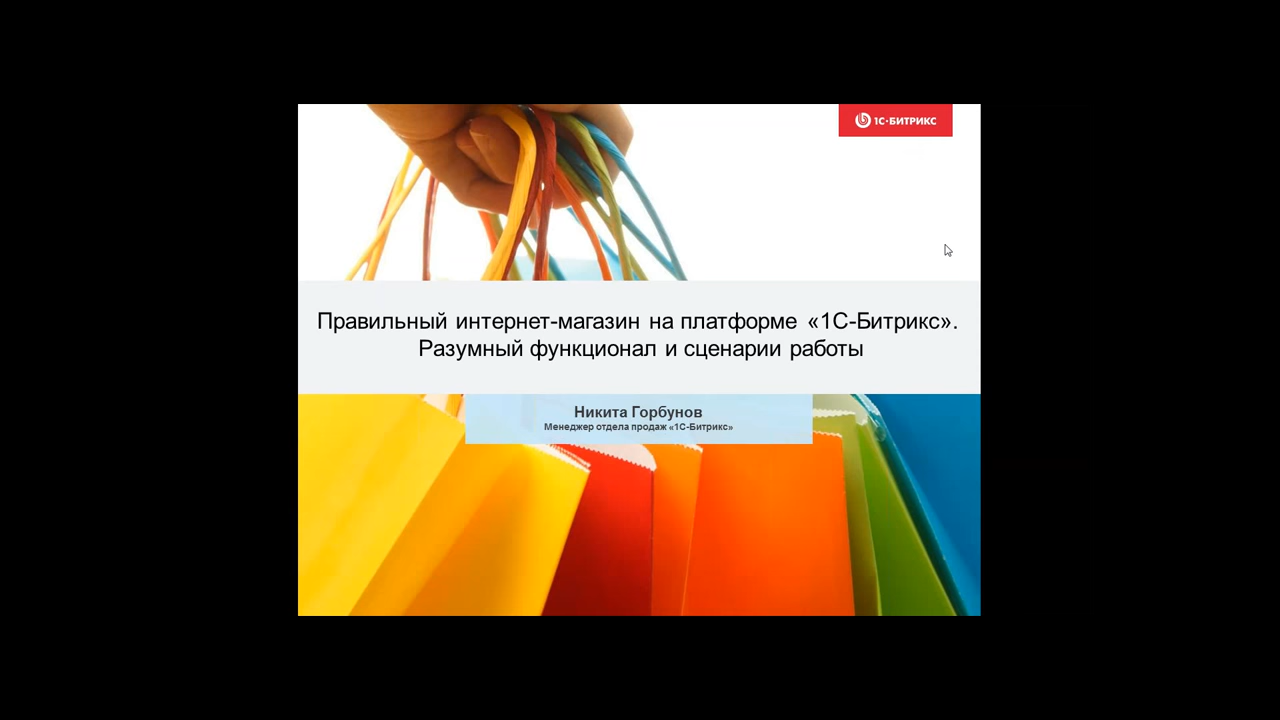 1С·БИТРИКС
Правильный интернет-магазин на платформе «1С-Битрикс».
Разумный функционал и сценарии работы
Никита Горбунов
Менеджер отдела продаж «1С-Битрикс»